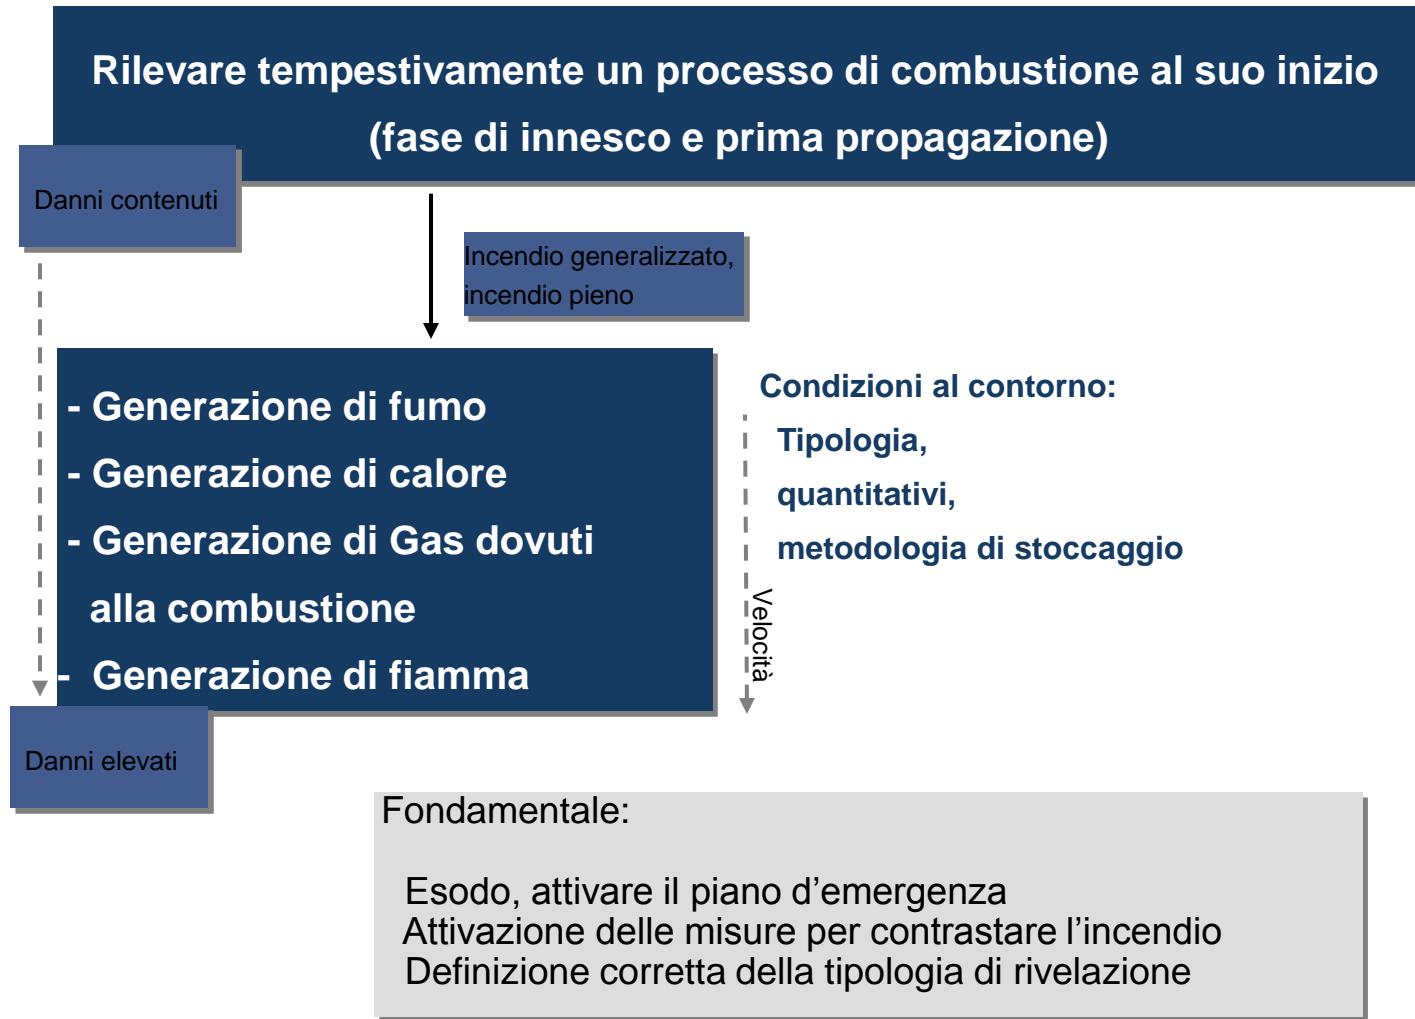 Rilevare tempestivamente un processo di combustione al suo inizio
(fase di innesco e prima propagazione)
Danni contenuti
Incendio generalizzato,
incendio pieno
- Generazione di fumo
- Generazione di calore
- Generazione di Gas dovuti
alla combustione
- Generazione di fiamma
Condizioni al contorno:
Tipologia,
quantitativi,
metodologia di stoccaggio
Velocità
Danni elevati
Fondamentale:
Esodo, attivare il piano d’emergenza
Attivazione delle misure per contrastare l’incendio
Definizione corretta della tipologia di rivelazione